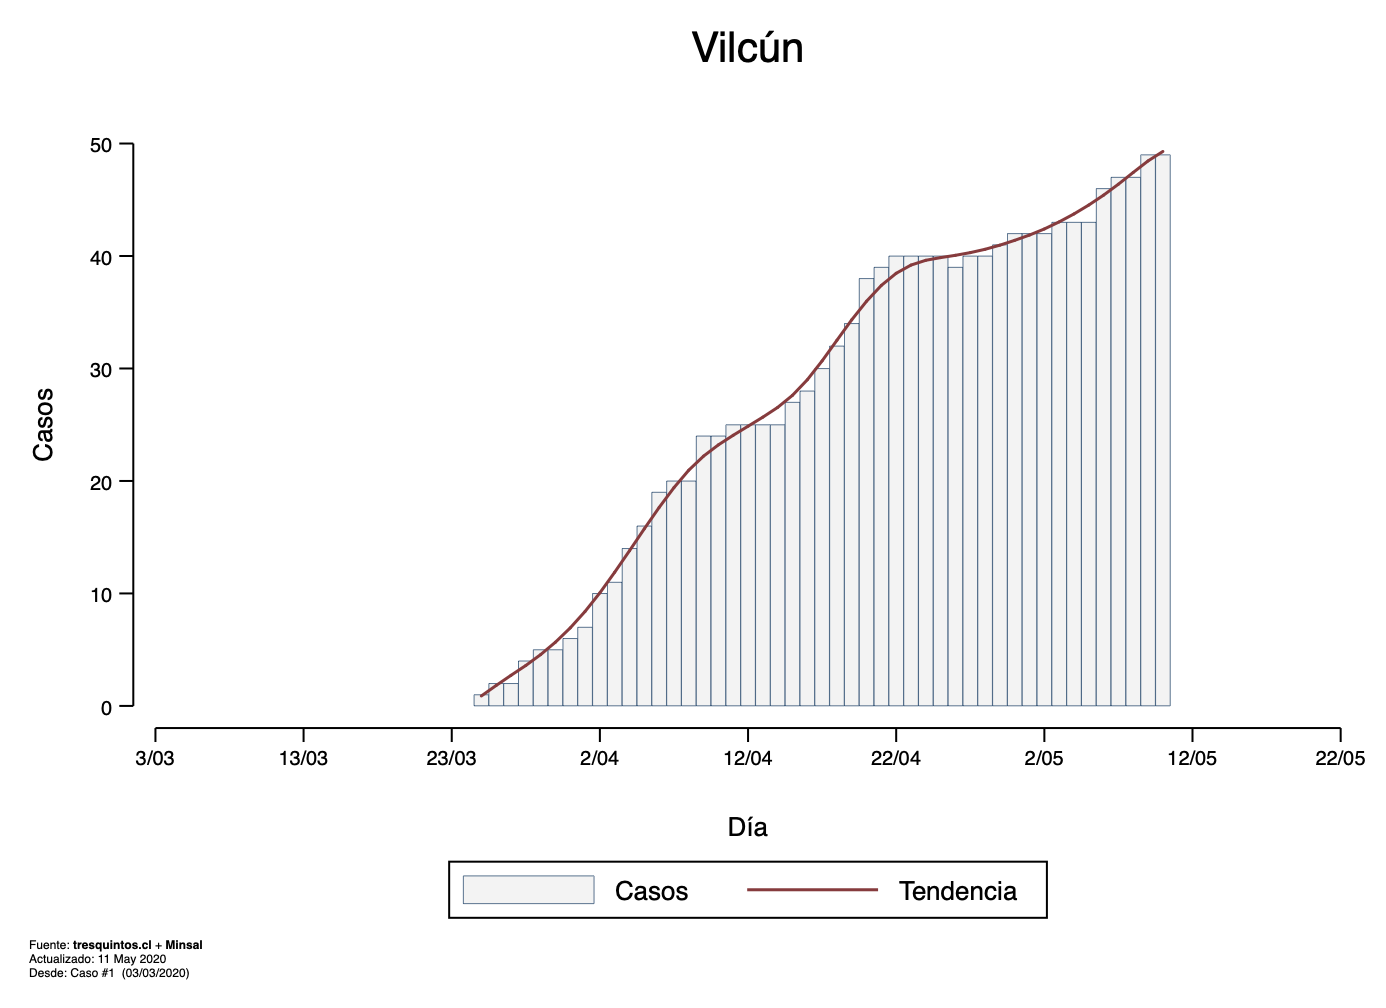 Vilcún
50
40
30
20
10
0
Casos
3/03 13/03 23/03 2/04 12/04 22/04 2/05 12/05 22/05
Día
Casos Tendencia
Fuente: tresquintos.cl + Minsal
Actualizado: 11 May 2020
Desde: Caso #1 (03/03/2020)